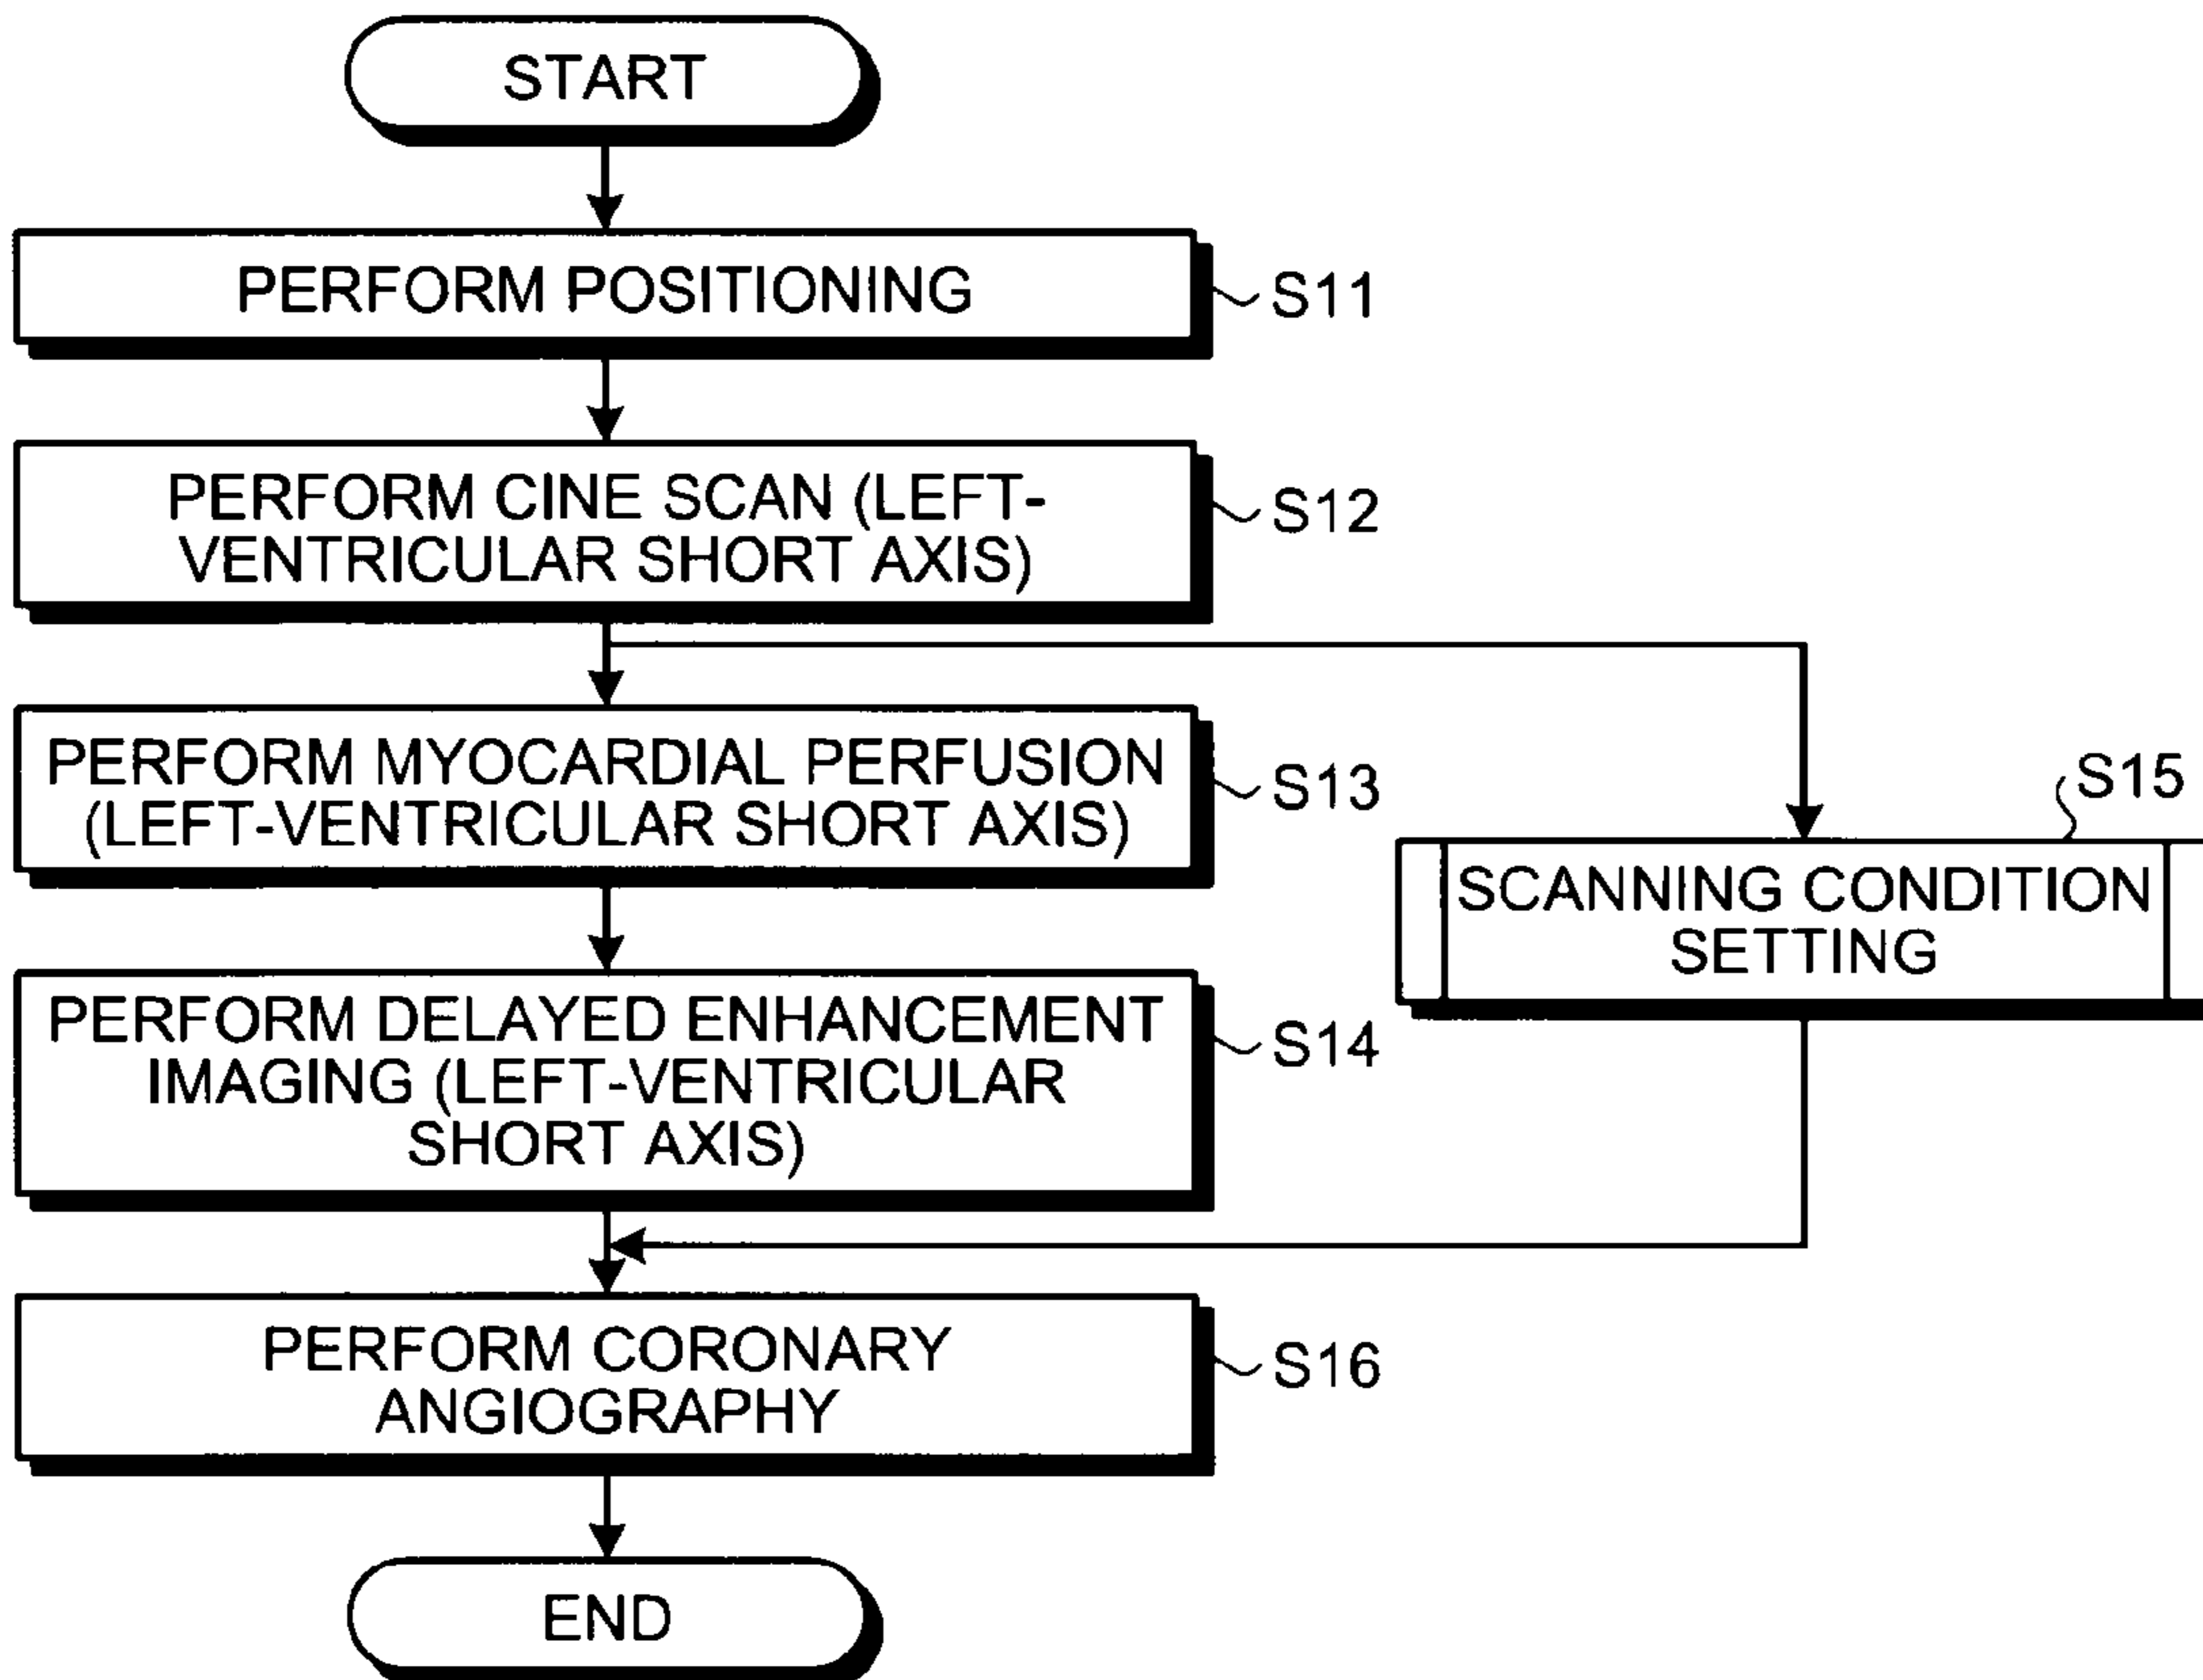 START
PERFORM POSITIONING
S11
PERFORM CINE SCAN (LEFT-
VENTRICULAR SHORT AXIS)
S12
PERFORM MYOCARDIAL PERFUSION
(LEFT-VENTRICULAR SHORT AXIS)
S13
S15
SCANNING CONDITION
SETTING
PERFORM DELAYED ENHANCEMENT
IMAGING (LEFT-VENTRICULAR
SHORT AXIS)
S14
PERFORM CORONARY
ANGIOGRAPHY
S16
END